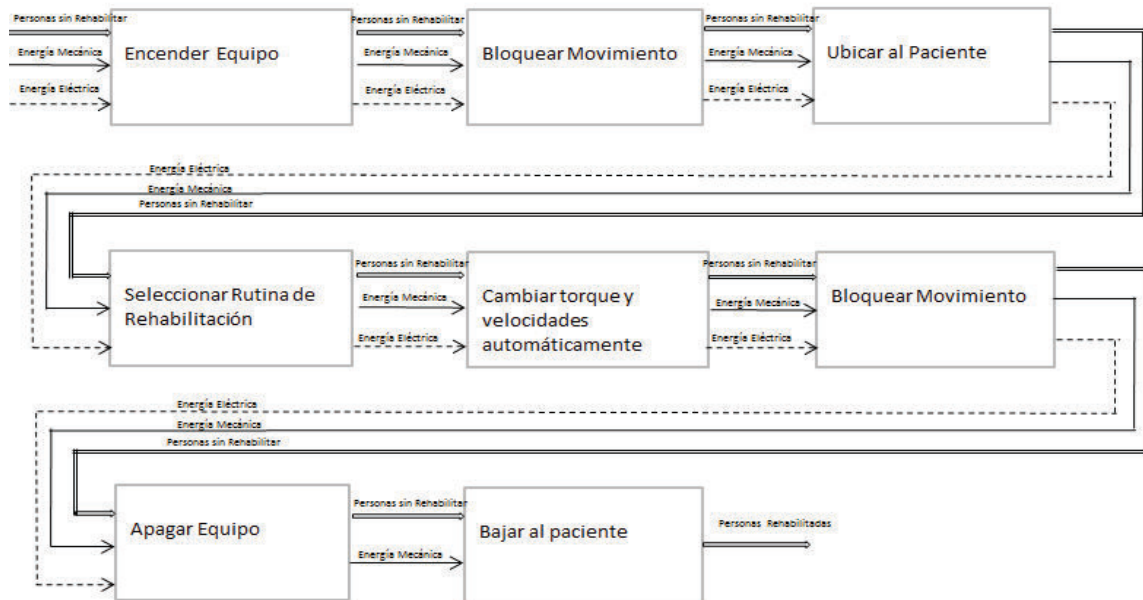 Personas sin Rehabilitar
Energía Mecánica
Energía Eléctrica
Encender Equipo
Personas sin Rehabilitar
Energía Mecánica
Energía Eléctrica
Bloquear Movimiento
Personas sin Rehabilitar
Energía Mecánica
Energía Eléctrica
Ubicar al Paciente
Energía Eléctrica
Energía Mecánica
Personas sin Rehabilitar
Seleccionar Rutina de
Rehabilitación
Personas sin Rehabilitar
Energía Mecánica
Energía Eléctrica
Cambiar torque y
velocidades
automáticamente
Personas sin Rehabilitar
Energía Mecánica
Energía Eléctrica
Bloquear Movimiento
Energía Eléctrica
Energía Mecánica
Personas sin Rehabilitar
Apagar Equipo
Personas sin Rehabilitar
Energía Mecánica
Bajar al paciente
Personas Rehabilitadas